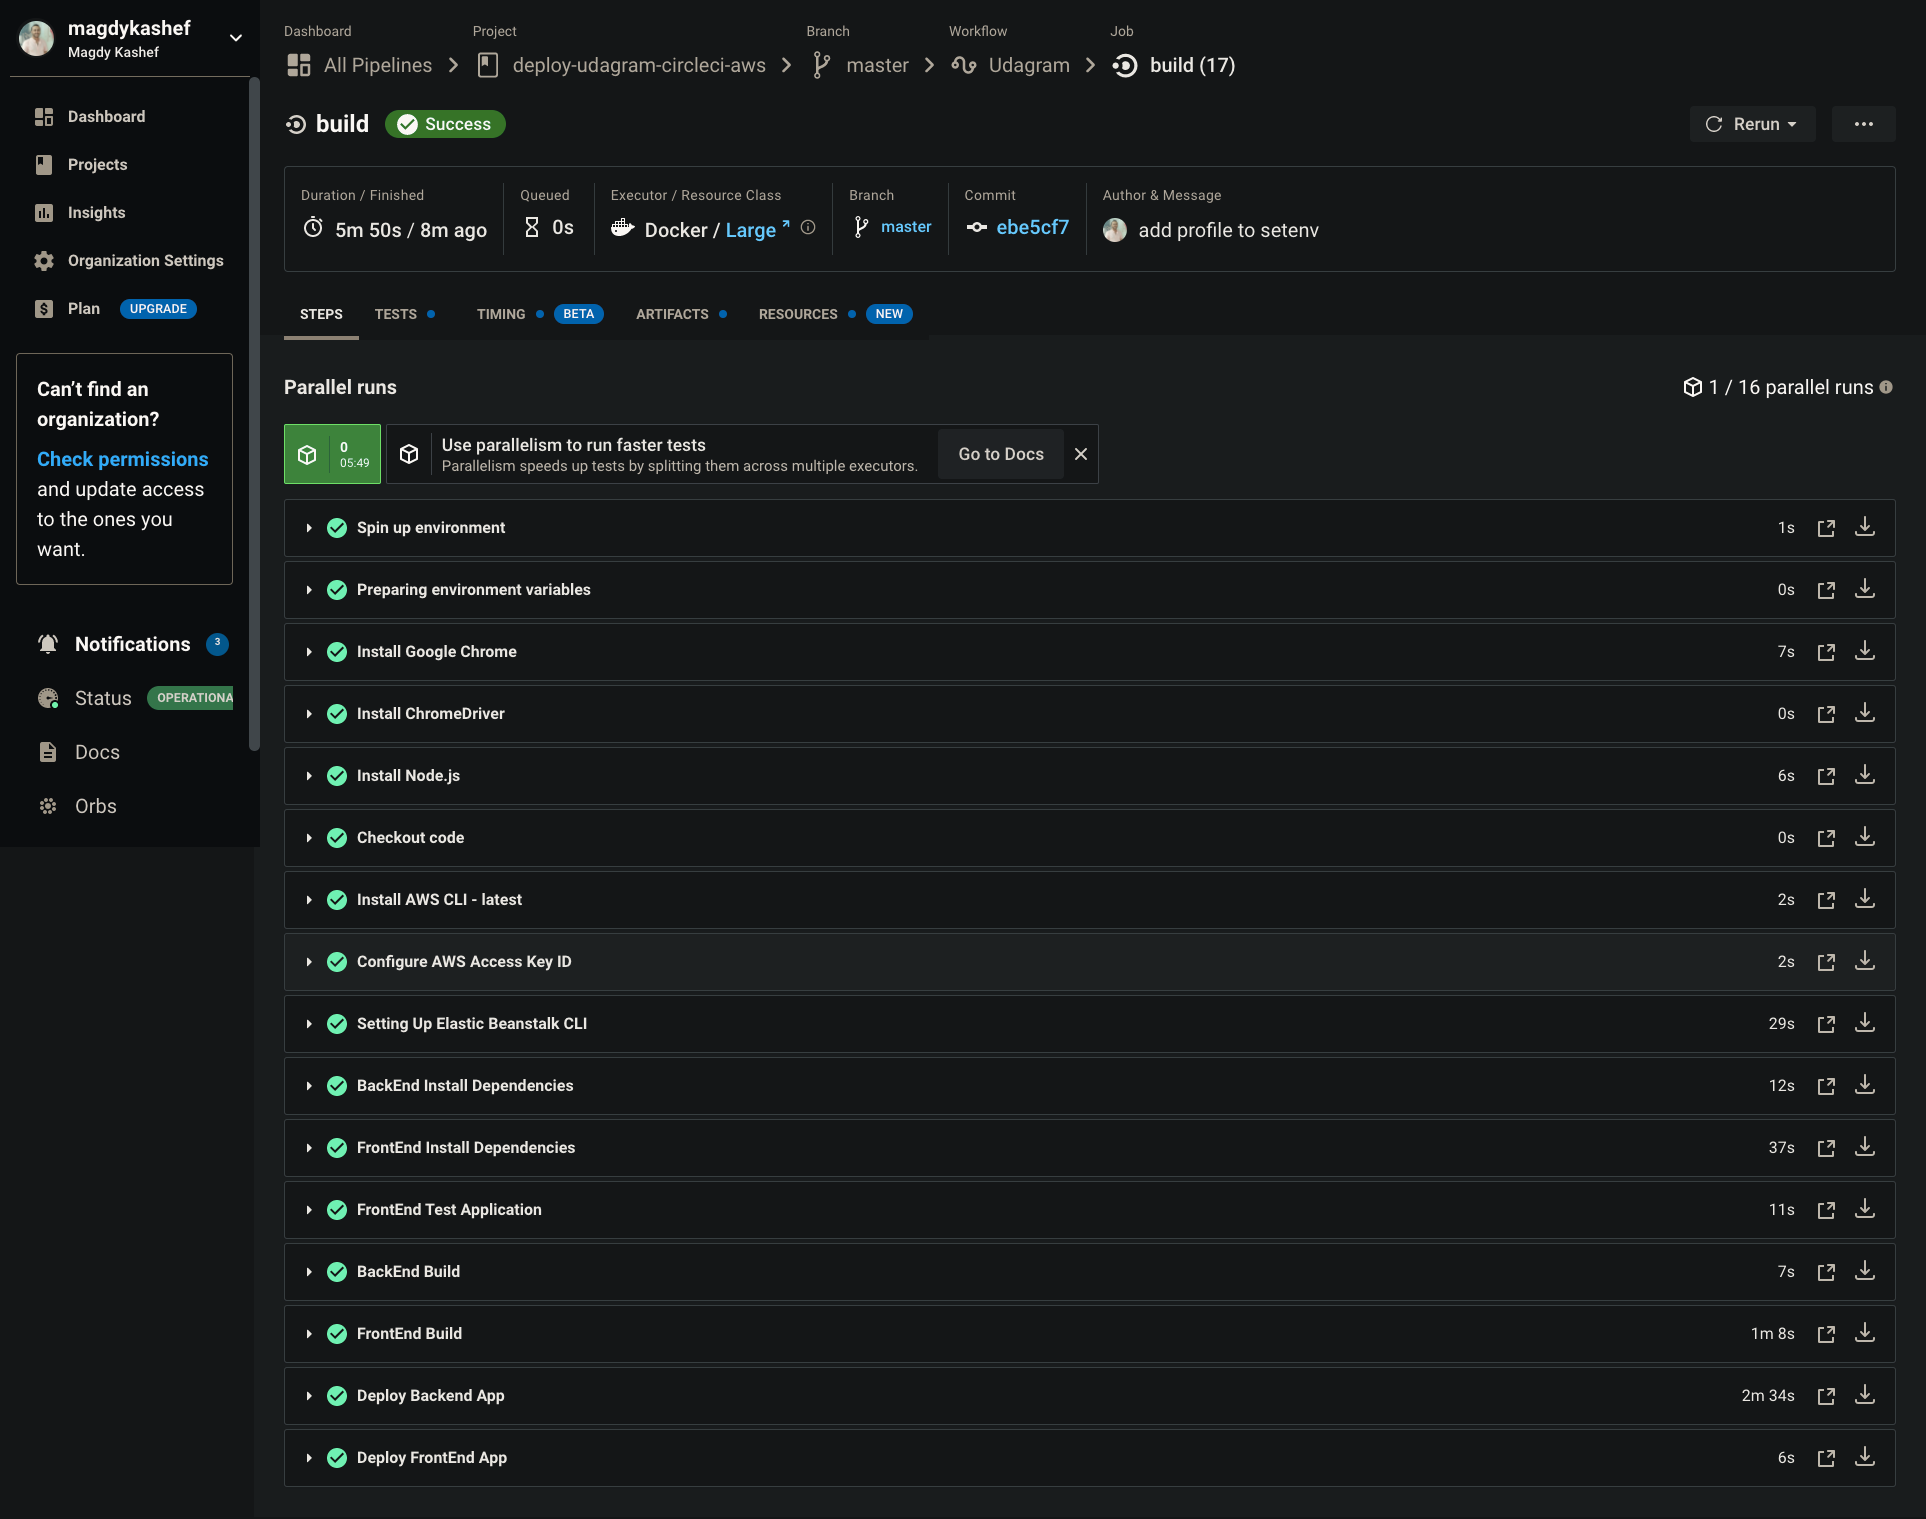 magdykashef
Magdy Kashef
Dashboard
Projects
Insights
Organization Settings
Plan UPGRADE
Can't find an
organization?
Check permissions
and update access
to the ones you
want.
Notifications 3
Status OPERATIONA
Docs
Orbs
Dashboard Project Branch Workflow Job
All Pipelines deploy-udagram-circleci-aws master Udagram build (17)
build Success Rerun
Duration / Finished Queued Executor / Resource Class Branch Commit Author & Message
5m 50s / 8m ago 0s Docker / Large master ebe5cf7 add profile to setenv
STEPS TESTS TIMING BETA ARTIFACTS RESOURCES NEW
Parallel runs 1 / 16 parallel runs
0
05:49
Use parallelism to run faster tests
Parallelism speeds up tests by splitting them across multiple executors.
Go to Docs
Spin up environment 1s
Preparing environment variables 0s
Install Google Chrome 7s
Install ChromeDriver 0s
Install Node.js 6s
Checkout code 0s
Install AWS CLI - latest 2s
Configure AWS Access Key ID 2s
Setting Up Elastic Beanstalk CLI 29s
BackEnd Install Dependencies 12s
FrontEnd Install Dependencies 37s
FrontEnd Test Application 11s
BackEnd Build 7s
FrontEnd Build 1m 8s
Deploy Backend App 2m 34s
Deploy FrontEnd App 6s